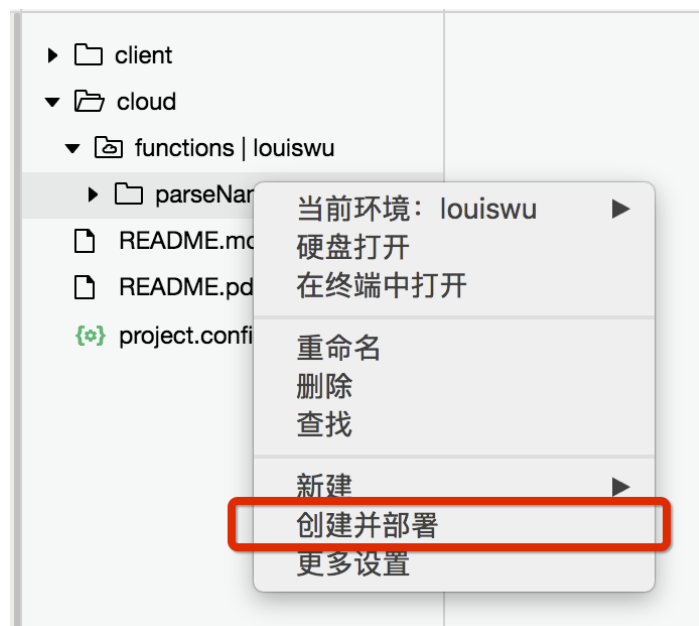 client
cloud
functions | louiswu
parseNar
README.mc
README.pd
project.confi
当前环境：louiswu
硬盘打开
在终端中打开
重命名
删除
查找
新建
创建并部署
更多设置